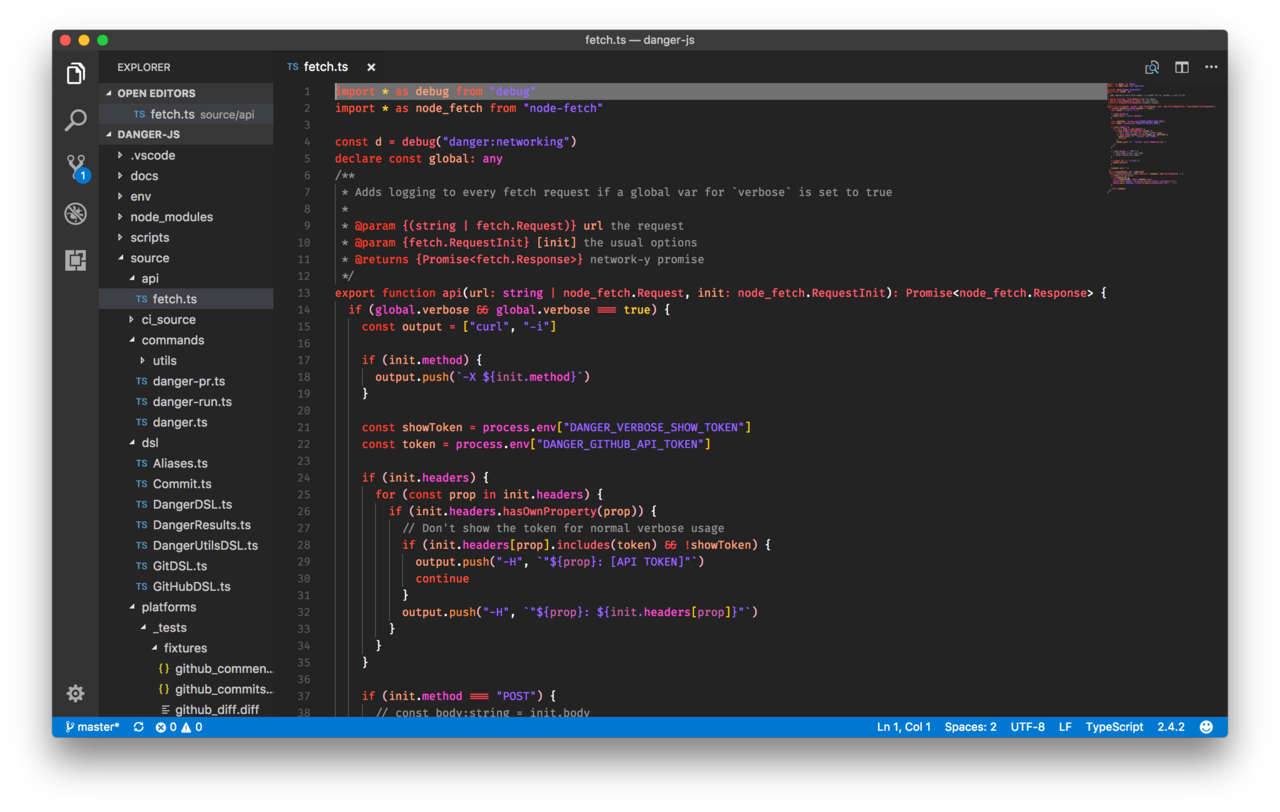 fetch.ts — danger-js
EXPLORER
OPEN EDITORS
TS fetch.ts source/api
DANGER-JS
.vscode
docs
env
node_modules
scripts
source
api
TS fetch.ts
ci_source
commands
utils
TS danger-pr.ts
TS danger-run.ts
TS danger.ts
dsl
TS Aliases.ts
TS Commit.ts
TS DangerDSL.ts
TS DangerResults.ts
TS DangerUtilsDSL.ts
TS GitDSL.ts
TS GitHubDSL.ts
platforms
_tests
fixtures
{} github_commen...
{} github_commits...
github_diff.diff
1
TS fetch.ts ×
1 import * as debug from "debug"
2 import * as node_fetch from "node-fetch"
3
4 const d = debug("danger:networking")
5 declare const global: any
6 /**
7 * Adds logging to every fetch request if a global var for `verbose` is set to true
8 *
9 * @param {(string | fetch.Request)} url the request
10 * @param {fetch.RequestInit} [init] the usual options
11 * @returns {Promise<fetch.Response>} network-y promise
12 */
13 export function api(url: string | node_fetch.Request, init: node_fetch.RequestInit): Promise<node_fetch.Response> {
14 if (global.verbose && global.verbose === true) {
15 const output = ["curl", "-i"]
16
17 if (init.method) {
18 output.push(`-X ${init.method}`)
19 }
20
21 const showToken = process.env["DANGER_VERBOSE_SHOW_TOKEN"]
22 const token = process.env["DANGER_GITHUB_API_TOKEN"]
23
24 if (init.headers) {
25 for (const prop in init.headers) {
26 if (init.headers.hasOwnProperty(prop)) {
27 // Don't show the token for normal verbose usage
28 if (init.headers[prop].includes(token) && !showToken) {
29 output.push("-H", `"${prop}: [API TOKEN]"`)
30 continue
31 }
32 output.push("-H", `"${prop}: ${init.headers[prop]}"`)
33 }
34 }
35 }
36
37 if (init.method === "POST") {
38 // const body:string = init.body
master* 0 0
Ln 1, Col 1 Spaces: 2 UTF-8 LF TypeScript 2.4.2